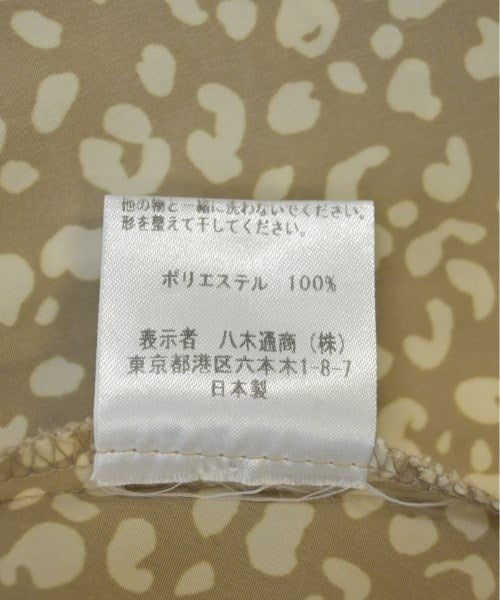 他の物と一緒に洗わないでください。
形を整えて干してください。
ポリエステル 100%
表示者 八木通商(株)
東京都港区六本木1-8-7
日本製